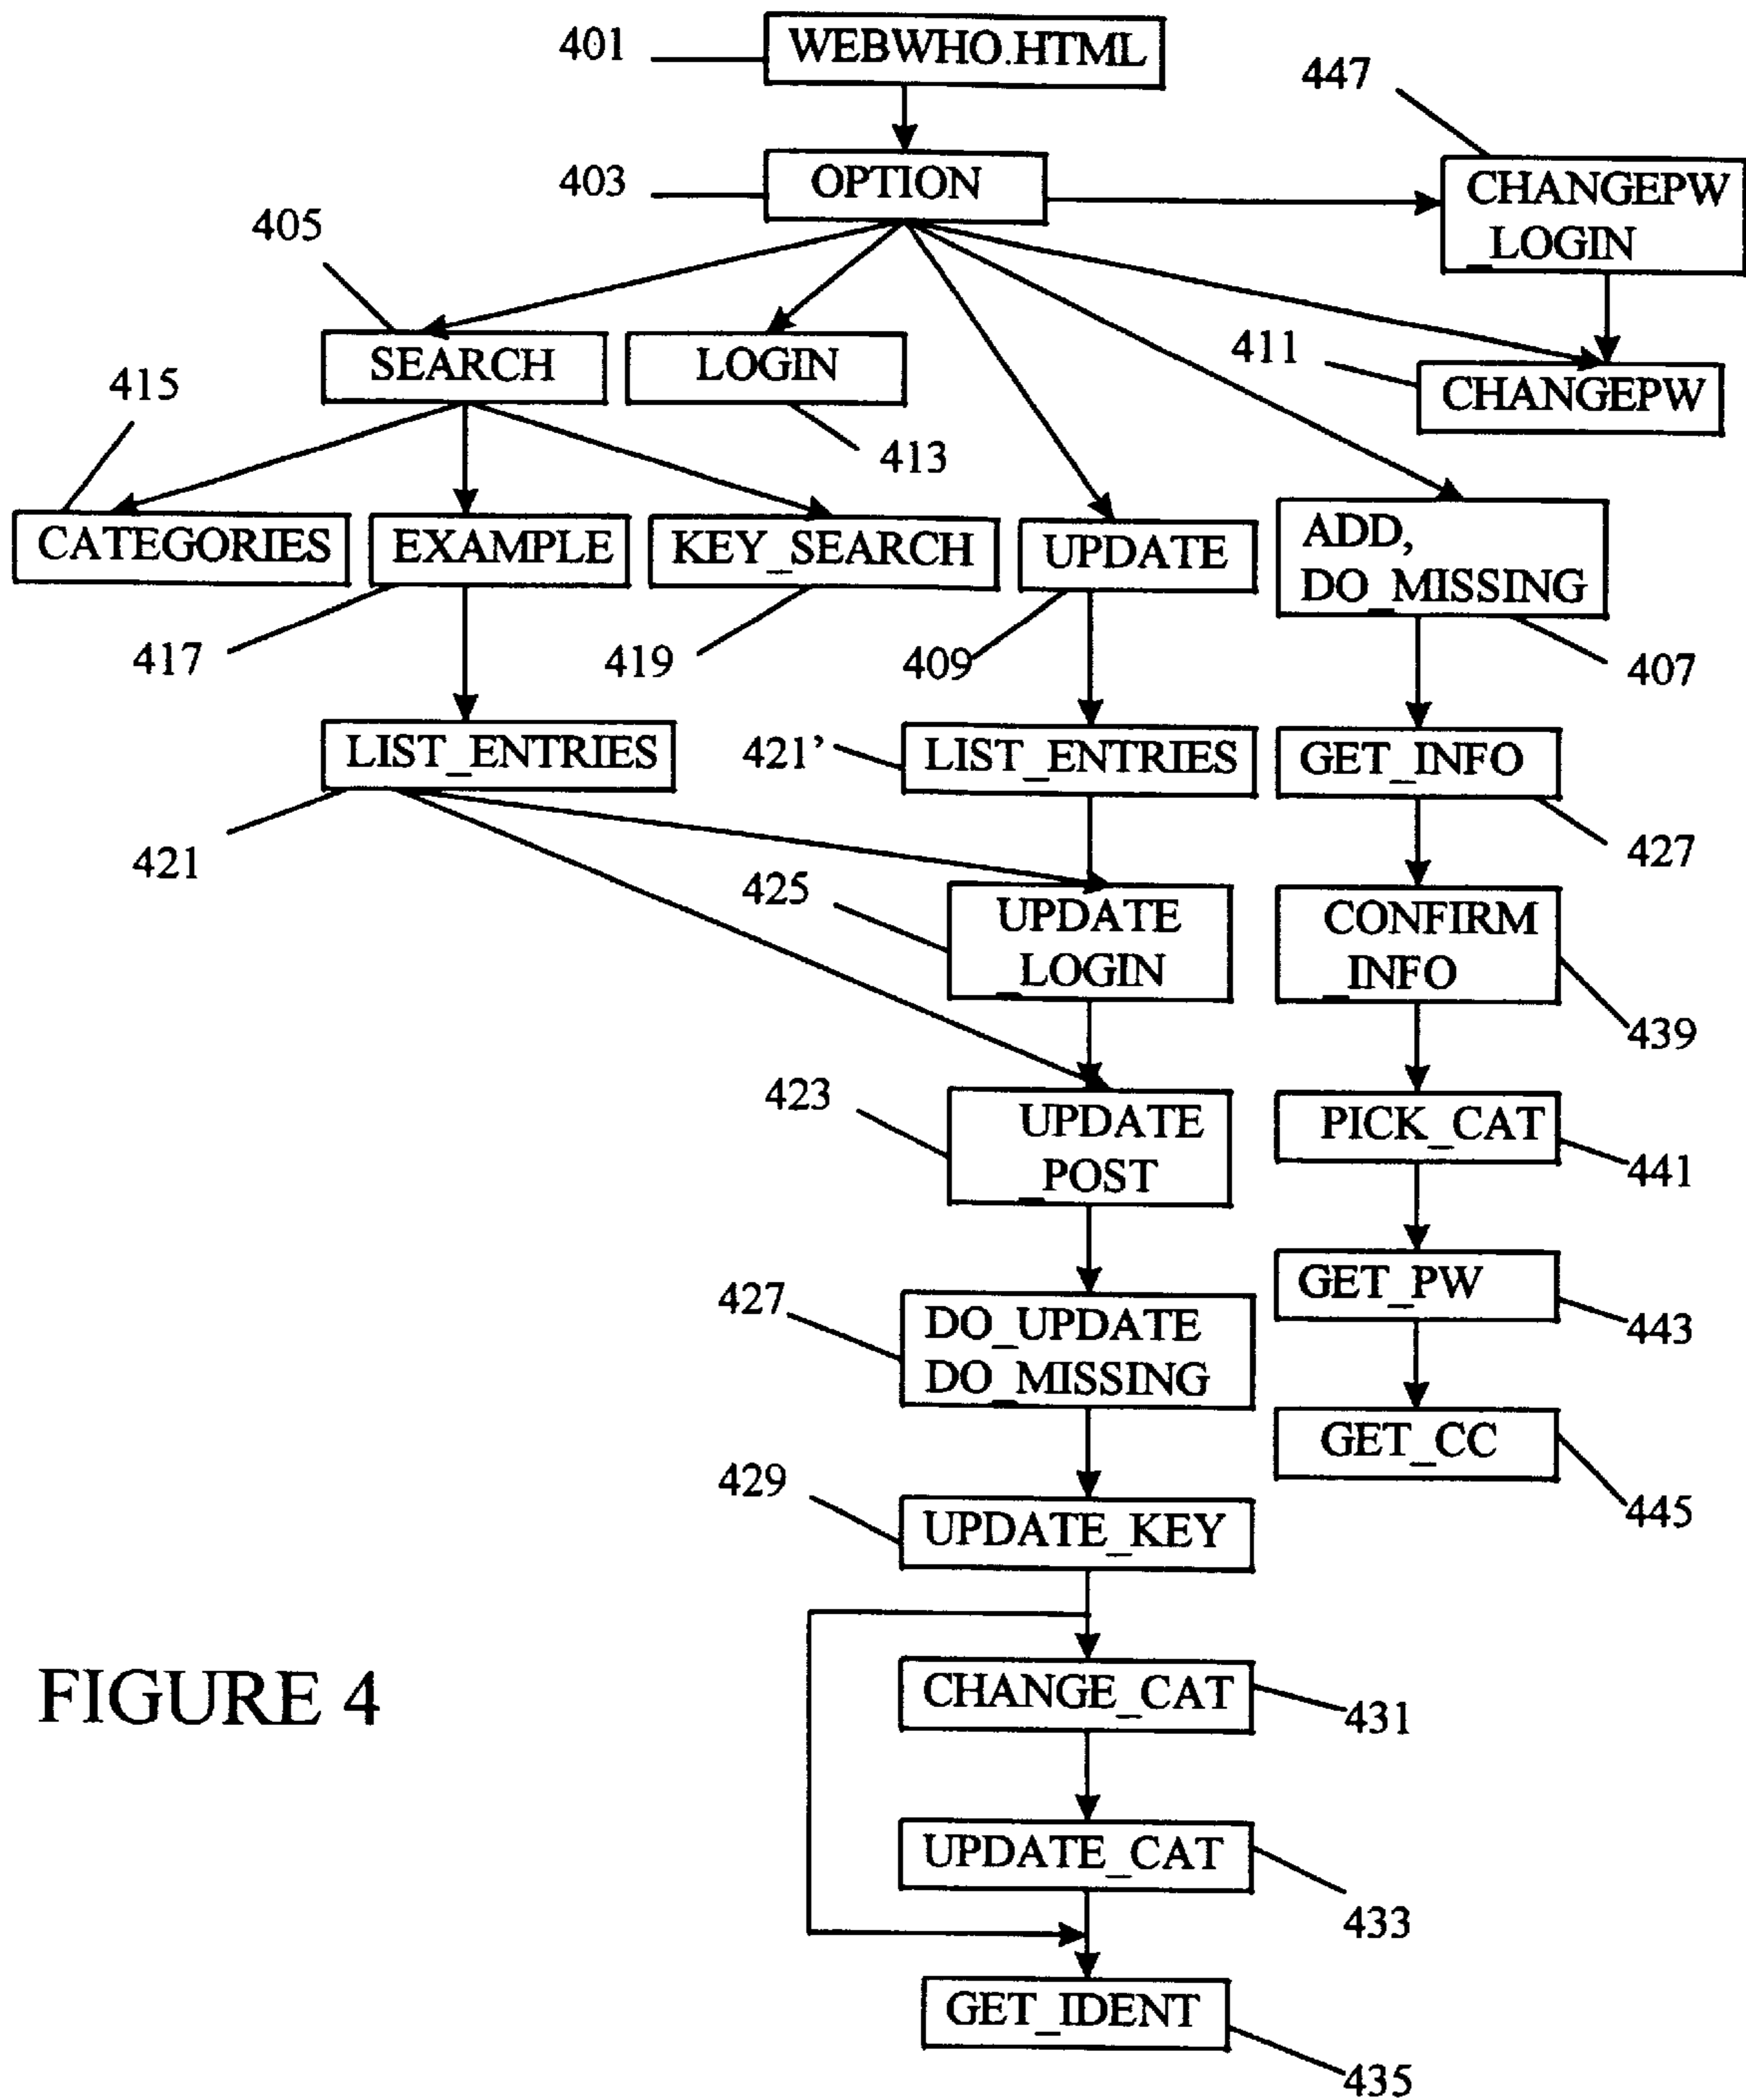 401
WEBWHO.HTML
447
403
OPTION
CHANGEPW
_LOGIN
405
SEARCH
LOGIN
411
CHANGEPW
415
413
CATEGORIES
EXAMPLE
KEY_SEARCH
UPDATE
ADD,
DO_MISSING
417
419
409
407
LIST_ENTRIES
421’
LIST_ENTRIES
GET_INFO
421
427
425
UPDATE
_LOGIN
CONFIRM
_INFO
439
423
UPDATE
_POST
PICK_CAT
441
427
DO_UPDATE
DO_MISSING
GET_PW
443
GET_CC
445
429
UPDATE_KEY
FIGURE 4
CHANGE_CAT
431
UPDATE_CAT
433
GET_IDENT
435